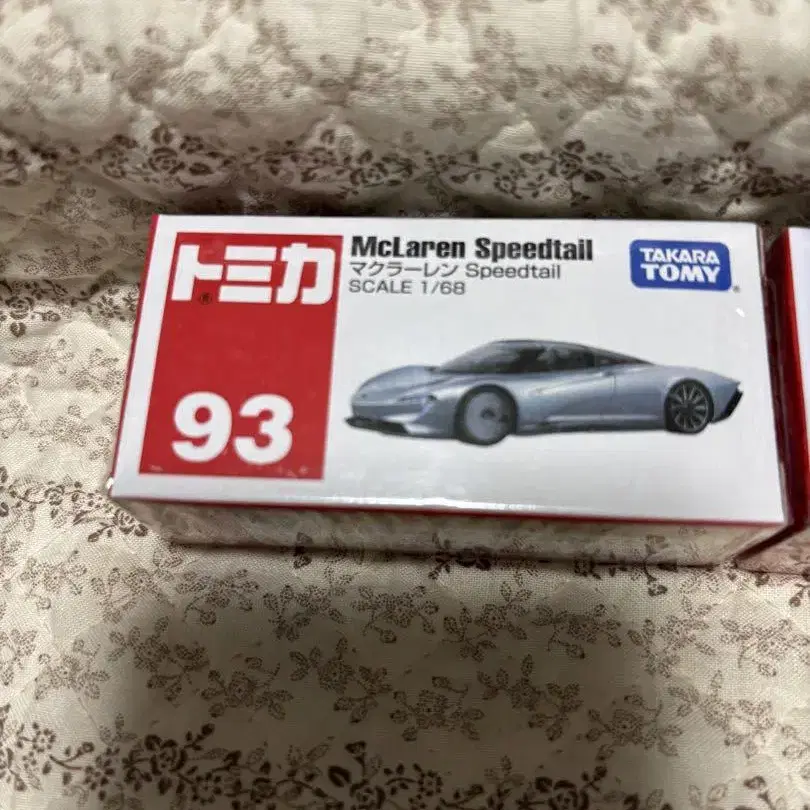 トミカ
®
93
McLaren Speedtail
マクラーレン Speedtail
SCALE 1/68
TAKARA
TOMY